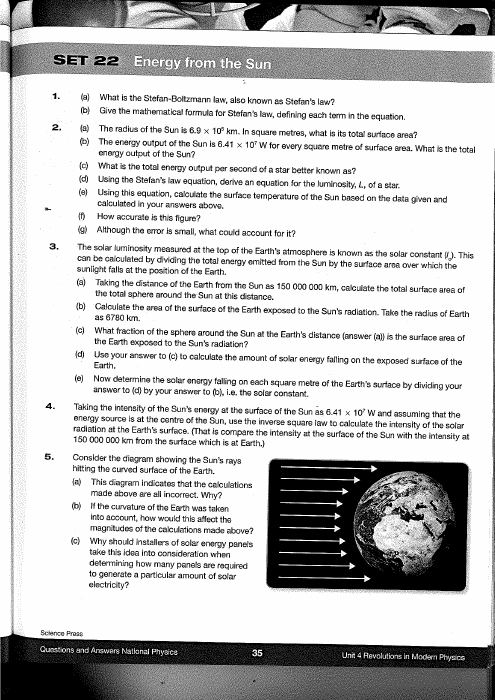 SET 22 Energy from the Sun
1. (a) What is the Stefan-Boltzmann law, also known as Stefan's law?
(b) Give the mathematical formula for Stefan's law, defining each term in the equation.
2. (a) The radius of the Sun is 6.9 × 10⁵ km. In square metres, what is its total surface area?
(b) The energy output of the Sun is 6.41 × 10⁷ W for every square metre of surface area. What is the total
energy output of the Sun?
(c) What is the total energy output per second of a star better known as?
(d) Using the Stefan's law equation, derive an equation for the luminosity, L, of a star.
(e) Using this equation, calculate the surface temperature of the Sun based on the data given and
calculated in your answers above.
(f) How accurate is this figure?
(g) Although the error is small, what could account for it?
3. The solar luminosity measured at the top of the Earth's atmosphere is known as the solar constant (I₀). This
can be calculated by dividing the total energy emitted from the Sun by the surface area over which the
sunlight falls at the position of the Earth.
(a) Taking the distance of the Earth from the Sun as 150 000 000 km, calculate the total surface area of
the total sphere around the Sun at this distance.
(b) Calculate the area of the surface of the Earth exposed to the Sun's radiation. Take the radius of Earth
as 6780 km.
(c) What fraction of the sphere around the Sun at the Earth's distance (answer (a)) is the surface area of
the Earth exposed to the Sun's radiation?
(d) Use your answer to (c) to calculate the amount of solar energy falling on the exposed surface of the
Earth.
(e) Now determine the solar energy falling on each square metre of the Earth's surface by dividing your
answer to (d) by your answer to (b), i.e. the solar constant.
4. Taking the intensity of the Sun's energy at the surface of the Sun as 6.41 × 10⁷ W and assuming that the
energy source is at the centre of the Sun, use the inverse square law to calculate the intensity of the solar
radiation at the Earth's surface. (That is compare the intensity at the surface of the Sun with the intensity at
150 000 000 km from the surface which is at Earth.)
5. Consider the diagram showing the Sun's rays
hitting the curved surface of the Earth.
(a) This diagram indicates that the calculations
made above are all incorrect. Why?
(b) If the curvature of the Earth was taken
into account, how would this affect the
magnitudes of the calculations made above?
(c) Why should installers of solar energy panels
take this idea into consideration when
determining how many panels are required
to generate a particular amount of solar
electricity?
Science Press
Questions and Answers National Physics 35 Unit 4 Revolutions in Modern Physics